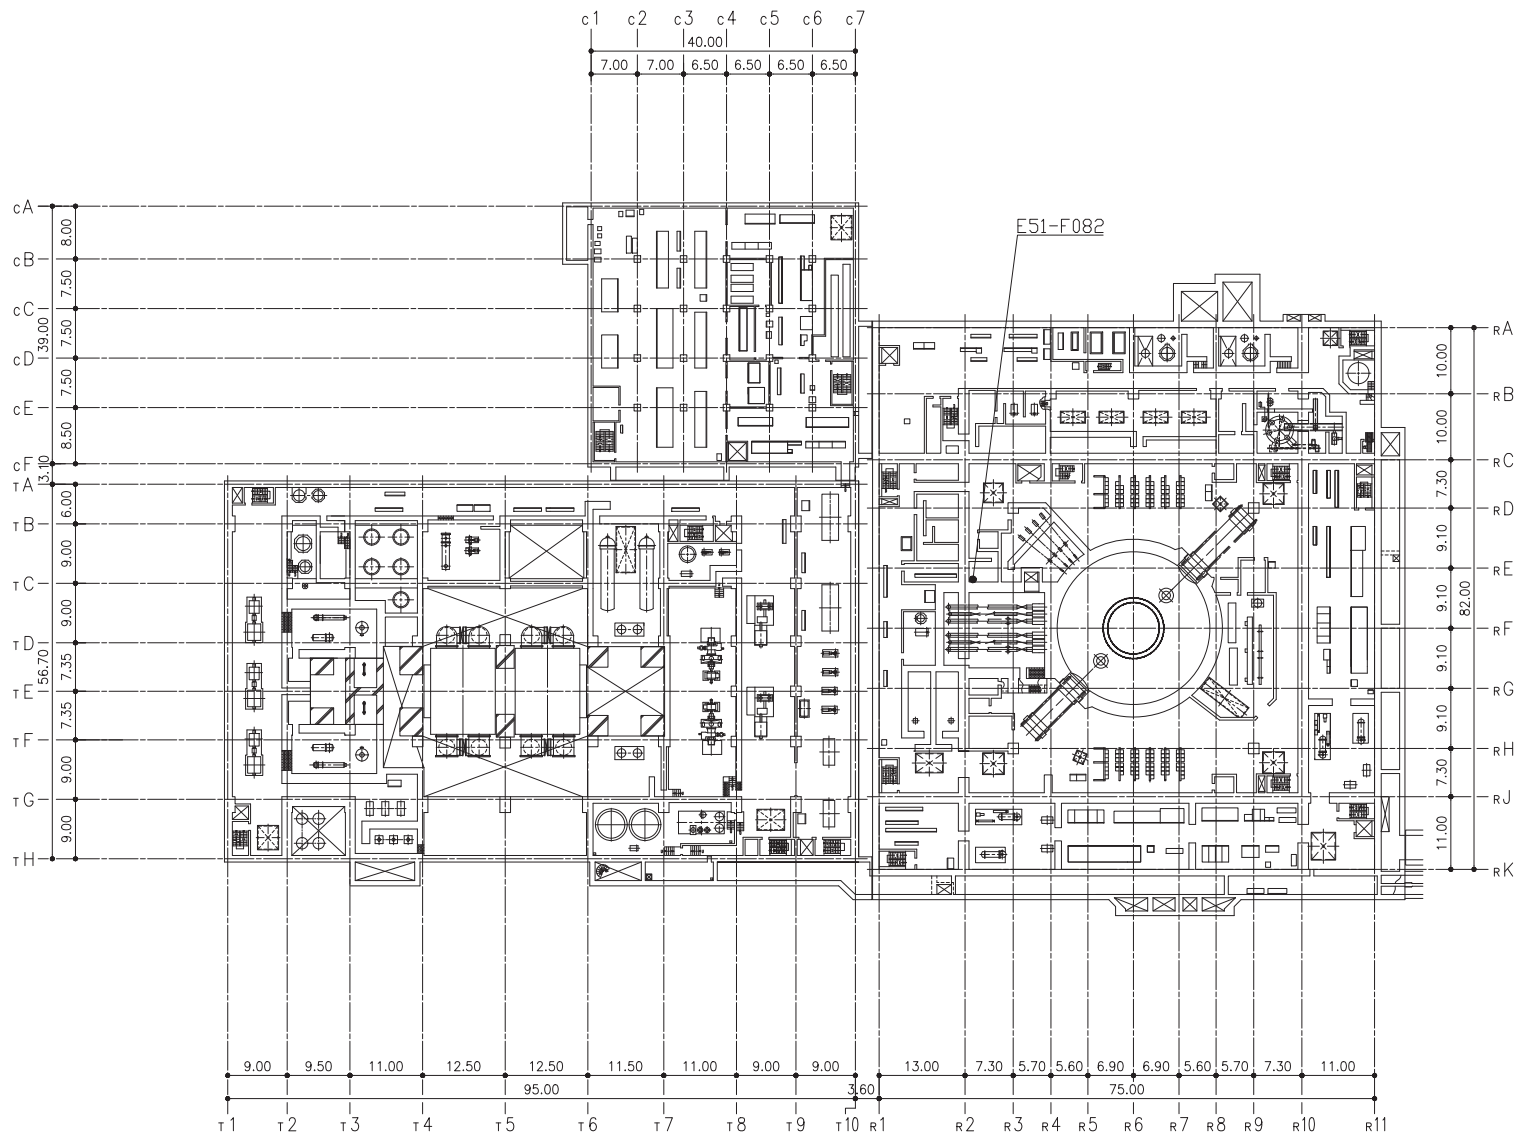 c1 c2 c3 c4 c5 c6 c7
40.00
7.00 7.00 6.50 6.50 6.50 6.50
cA
8.00
cB
7.50
cC
39.00
7.50
cD
7.50
cE
8.50
cF
3.10
TA
6.00
TB
9.00
TC
9.00
TD
56.70
7.35
TE
7.35
TF
9.00
TG
9.00
TH
E51-F082
RA
10.00
RB
10.00
RC
7.30
RD
9.10
RE
9.10
82.00
RF
9.10
RG
9.10
RH
7.30
RJ
11.00
RK
9.00 9.50 11.00 12.50 12.50 11.50 11.00 9.00 9.00 13.00 7.30 5.70 5.60 6.90 6.90 5.60 5.70 7.30 11.00
95.00 3.60 75.00
T1 T2 T3 T4 T5 T6 T7 T8 T9 T10 R1 R2 R3 R4 R5 R6 R7 R8 R9 R10 R11